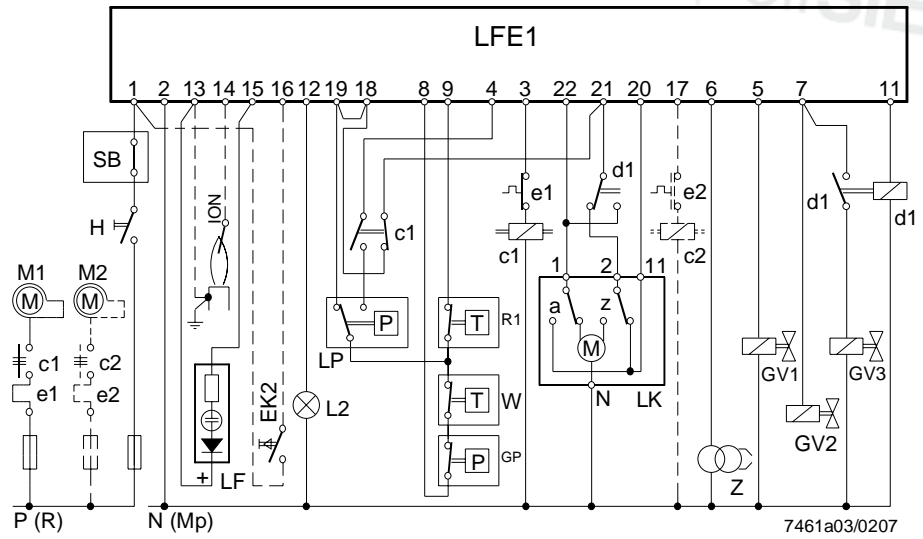 SIE
LFE1
1 2 13 14 15 16 12 19 18 8 9 4 3 22 21 20 17 6 5 7 11
SB
H
ION
c1
e1
d1
e2
d1
d1
c1
c2
M1 M2
M M
c1 c2
e1 e2
1 2 11
a z
M
N LK
P
LP
T R1
T W
P GP
EK2
L2
+ LF
GV1
GV3
GV2
Z
P (R) N (Mp)
7461a03/0207